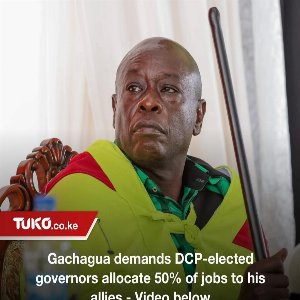 TUKO.co.ke
Gachagua demands DCP-elected
governors allocate 50% of jobs to his
allies - Video below